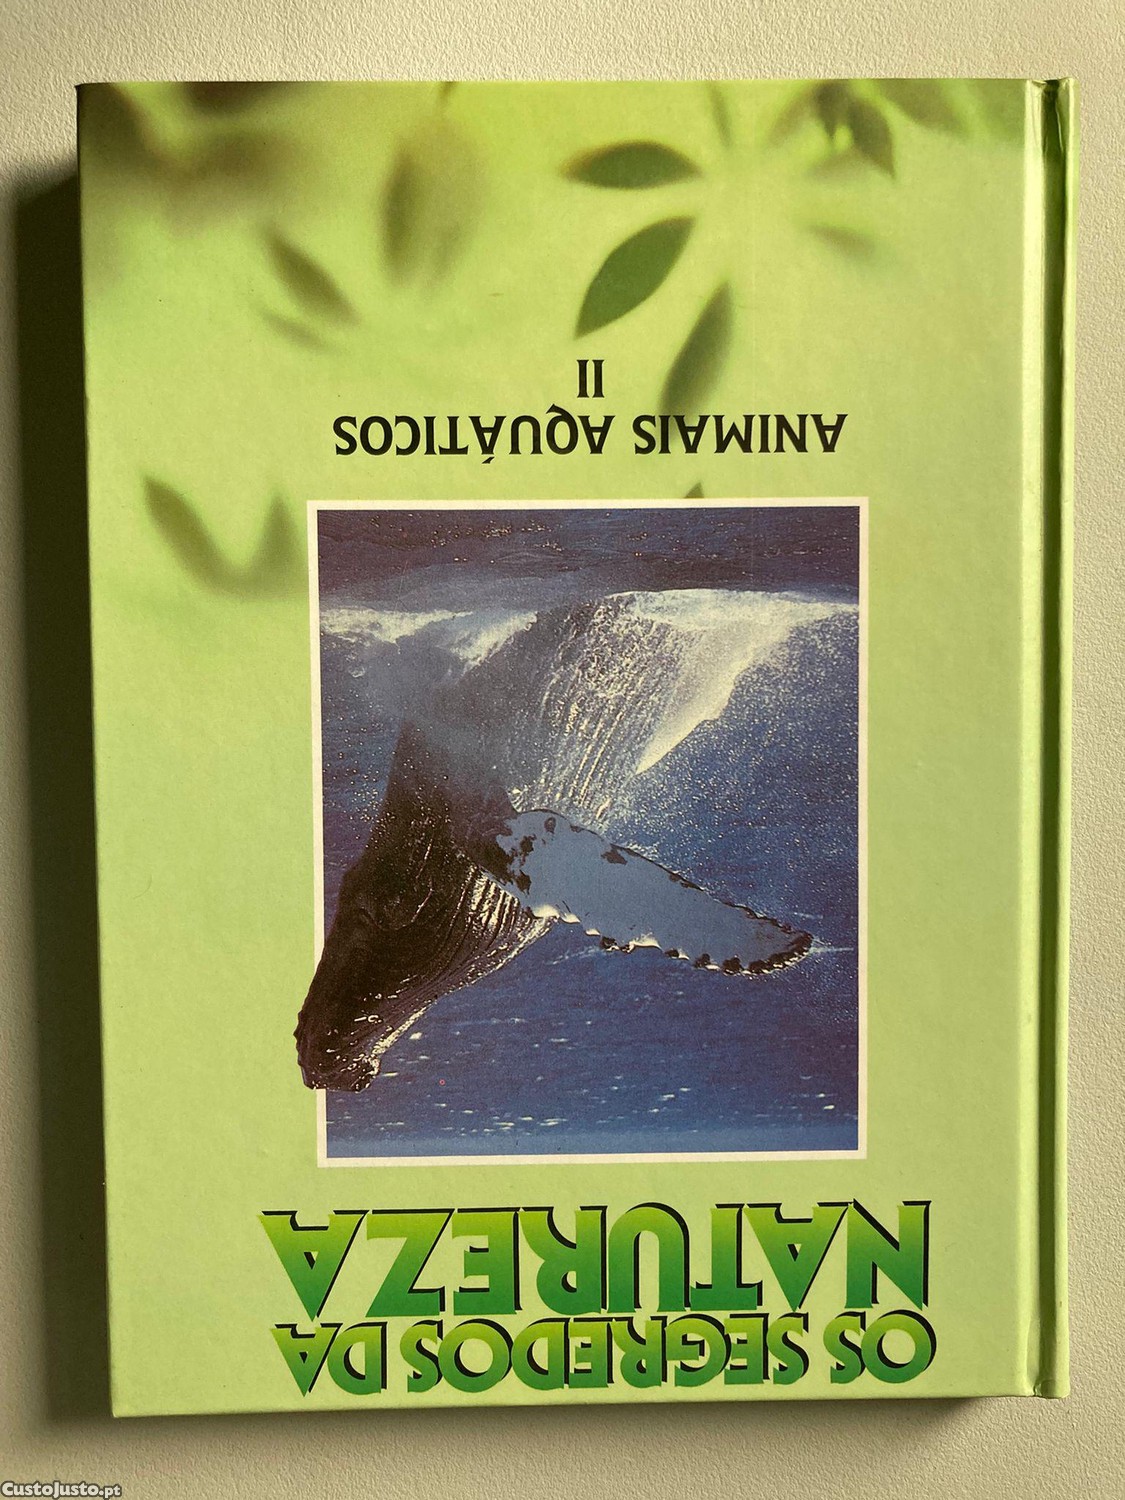 OS SEGREDOS DA
NATUREZA
ANIMAIS AQUÁTICOS
II
CustoJusto.pt